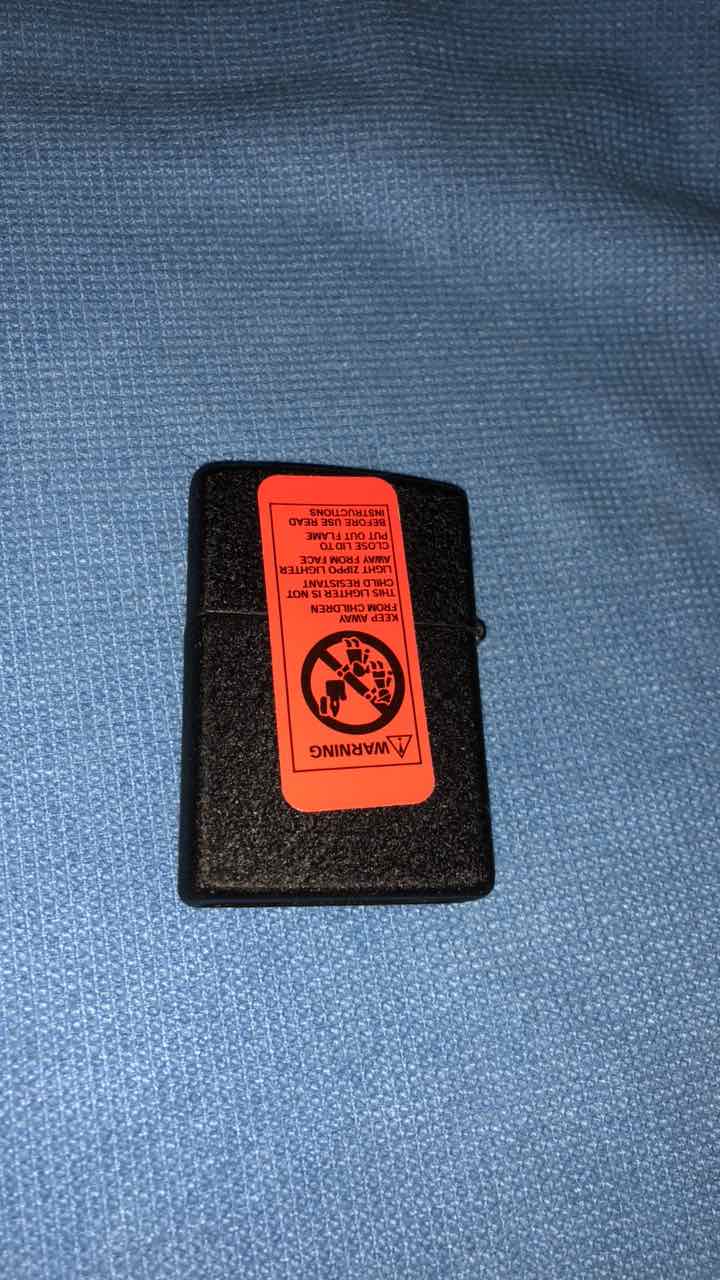 WARNING
KEEP AWAY
FROM CHILDREN
THIS LIGHTER IS NOT
CHILD RESISTANT
LIGHT ZIPPO LIGHTER
AWAY FROM FACE
CLOSE LID TO
PUT OUT FLAME
BEFORE USE READ
INSTRUCTIONS